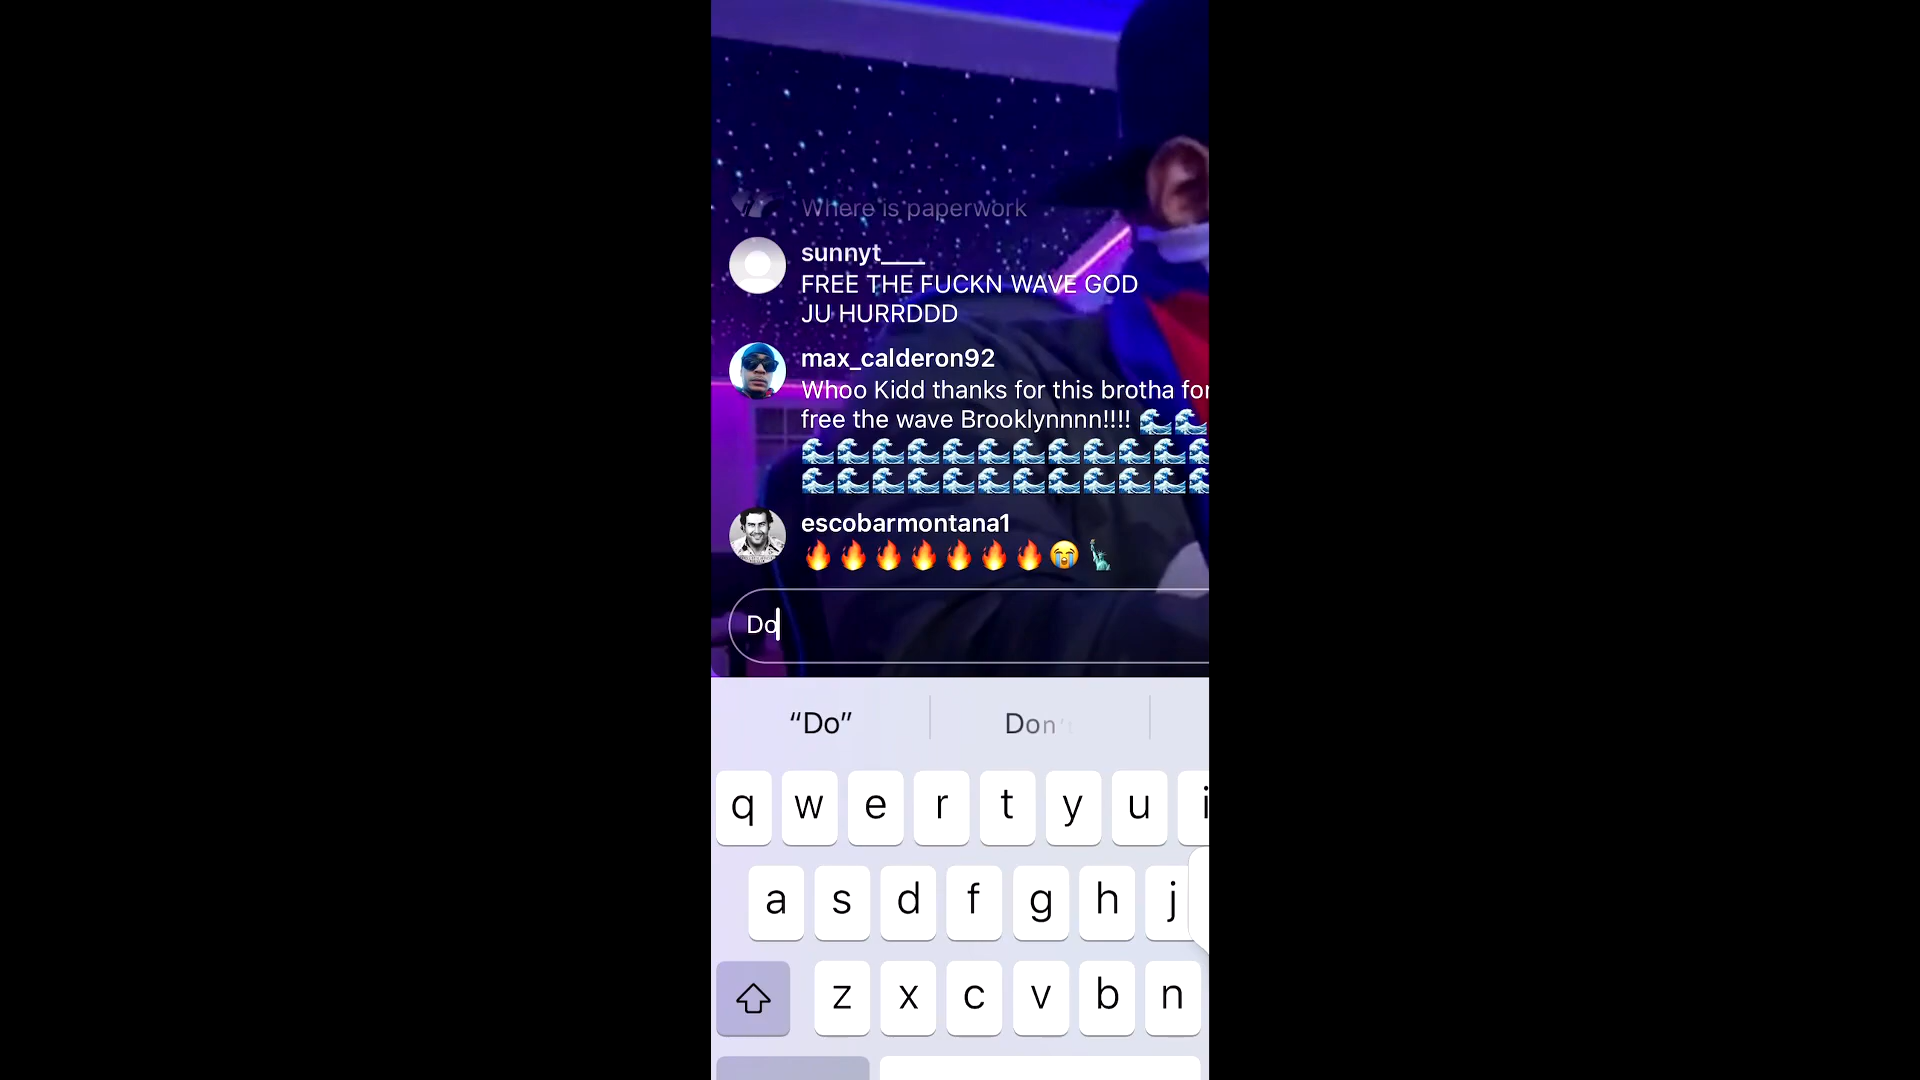 Where is paperwork
sunnyt____
FREE THE FUCKN WAVE GOD
JU HURRDDD
max_calderon92
Whoo Kidd thanks for this brotha for
free the wave Brooklynnnn!!!! 🌊🌊
🌊🌊🌊🌊🌊🌊🌊🌊🌊🌊🌊🌊
🌊🌊🌊🌊🌊🌊🌊🌊🌊🌊🌊🌊
escobarmontana1
🔥🔥🔥🔥🔥🔥🔥😭🗽
Do
“Do” Don’
q w e r t y u i
a s d f g h j
z x c v b n